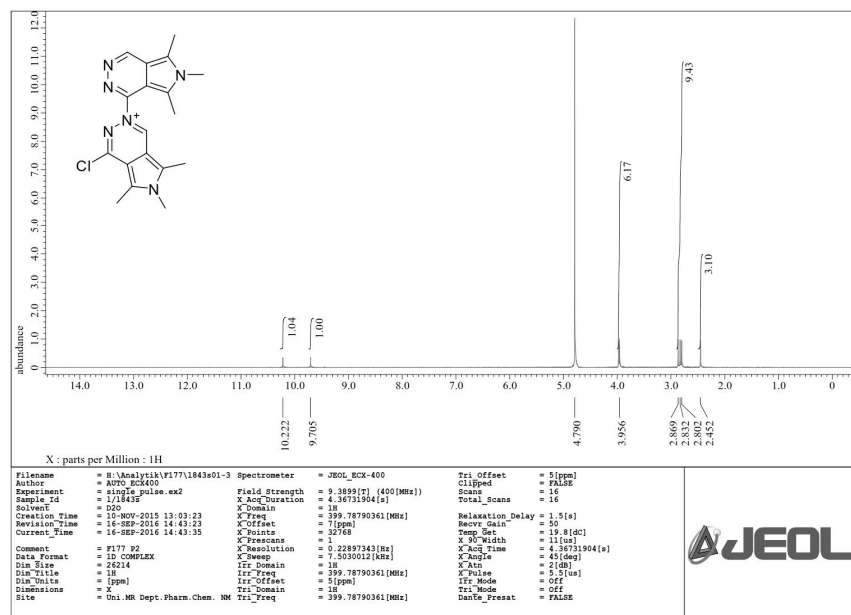 12.0
11.0
10.0
9.0
8.0
7.0
6.0
5.0
4.0
3.0
2.0
1.0
0
abundance
N
N
N
N
N+
N
Cl
N
1.04
1.00
6.17
9.43
3.10
14.0 13.0 12.0 11.0 10.0 9.0 8.0 7.0 6.0 5.0 4.0 3.0 2.0 1.0 0
10.222
9.705
4.790
3.956
2.869
2.832
2.802
2.452
X : parts per Million : 1H
Filename = H:\Analytik\F177\1843s01-3
Author = AUTO_ECX400
Experiment = single_pulse.ex2
Sample_Id = 1/1843s
Solvent = D2O
Creation_Time = 10-NOV-2015 13:03:23
Revision_Time = 16-SEP-2016 14:43:23
Current_Time = 16-SEP-2016 14:43:35
Comment = F177 P2
Data_Format = 1D COMPLEX
Dim_Size = 26214
Dim_Title = 1H
Dim_Units = [ppm]
Dimensions = X
Site = Uni.MR Dept.Pharm.Chem. NM
Spectrometer = JEOL_ECX-400
Field_Strength = 9.3899[T] (400[MHz])
X_Acq_Duration = 4.36731904[s]
X_Domain = 1H
X_Freq = 399.78790361[MHz]
X_Offset = 7[ppm]
X_Points = 32768
X_Prescans = 1
X_Resolution = 0.22897343[Hz]
X_Sweep = 7.5030012[kHz]
Irr_Domain = 1H
Irr_Freq = 399.78790361[MHz]
Irr_Offset = 5[ppm]
Tri_Domain = 1H
Tri_Freq = 399.78790361[MHz]
Tri_Offset = 5[ppm]
Clipped = FALSE
Scans = 16
Total_Scans = 16
Relaxation_Delay = 1.5[s]
Recvr_Gain = 50
Temp_Get = 19.8[dC]
X_90_Width = 11[us]
X_Acq_Time = 4.36731904[s]
X_Angle = 45[deg]
X_Atn = 2[dB]
X_Pulse = 5.5[us]
Irr_Mode = Off
Tri_Mode = Off
Dante_Presat = FALSE
JEOL